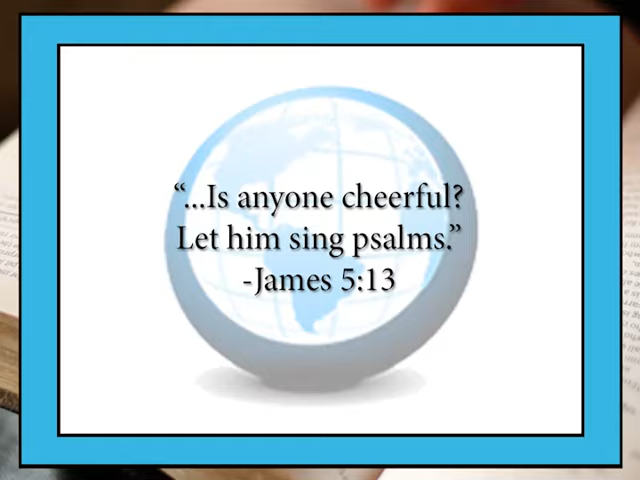 “...Is anyone cheerful?
Let him sing psalms.”
-James 5:13